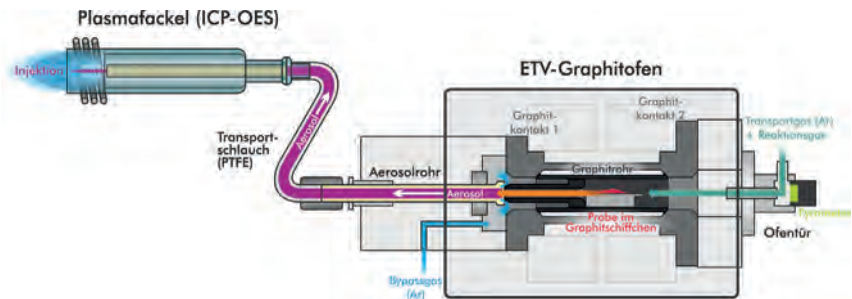 Plasmafackel (ICP-OES)
Injektion
ETV-Graphitofen
Graphit-
kontakt 1
Graphit-
kontakt 2
Transportgas (Ar)
+ Reaktionsgas
Transport-
schlauch
(PTFE)
Aerosol
Aerosolrohr
Graphitrohr
Aerosol
Probe im
Graphitschiffchen
Ofentür
Bypassgas
(Ar)